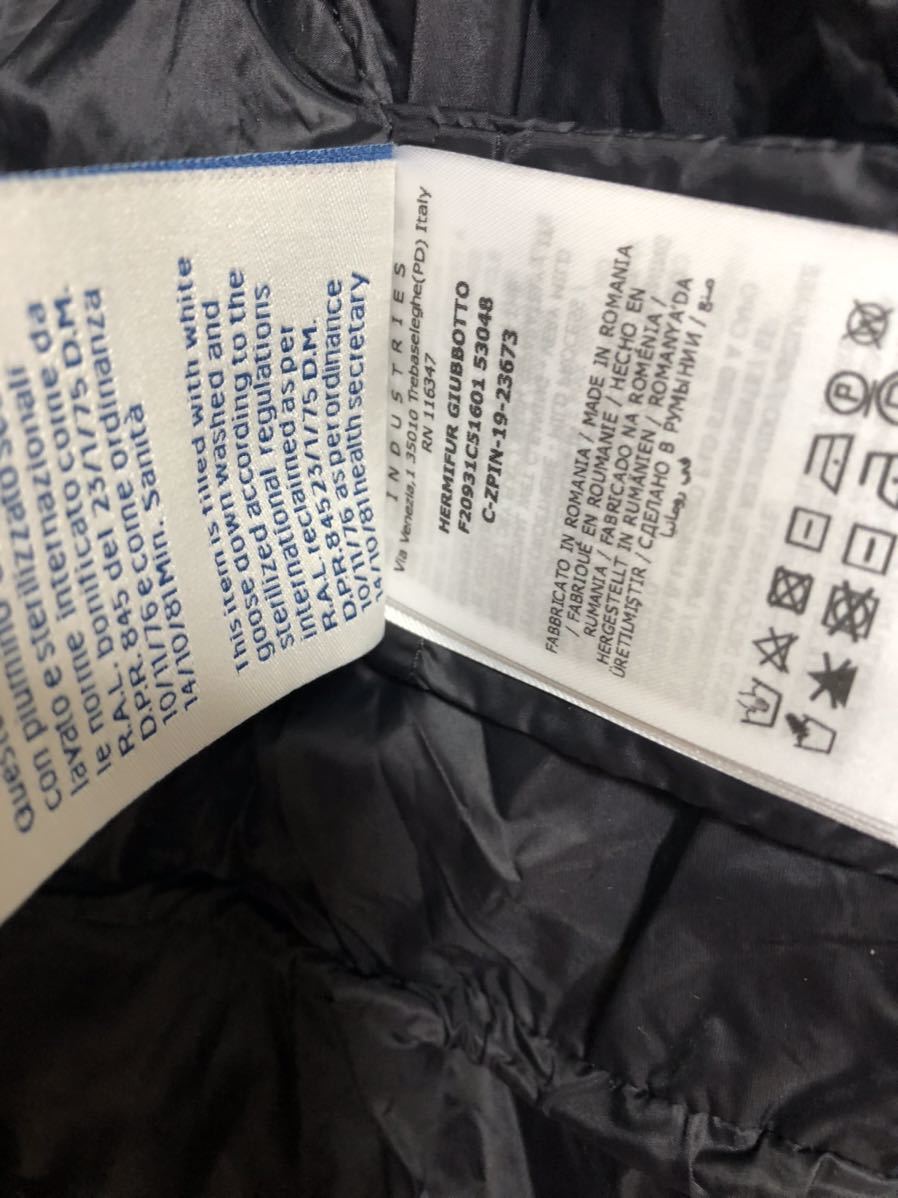 con piummino
lavato e sterilizzato se
le norme internazionali
bonificato come da
R.A.L. 845 del 23/1/75 D.M.
D.P.R. e come ordinanza
10/11/76
14/10/81 Min. Sanità
This item is filled with white
goose down washed and
sterilized according to the
international regulations
reclaimed as per
R.A.L. 845 23/1/75 D.M.
D.P.R. as per ordinance
10/11/76
14/10/81 health secretary
INDUSTRIES
Via Venezia,1 35010 Trebaseleghe(PD) Italy
RN 116347
HERMIFUR GIUBBOTTO
F20931C51601 53048
C-ZPIN-19-23673
FABBRICATO IN ROMANIA / MADE IN ROMANIA
/ FABRIQUÉ EN ROUMANIE / HECHO EN
RUMANIA / FABRICADO NA ROMÉNIA /
HERGESTELLT IN RUMÄNIEN / ROMANYA'DA
ÜRETILMIŞTIR / СДЕЛАНО В РУМЫНИИ /
P